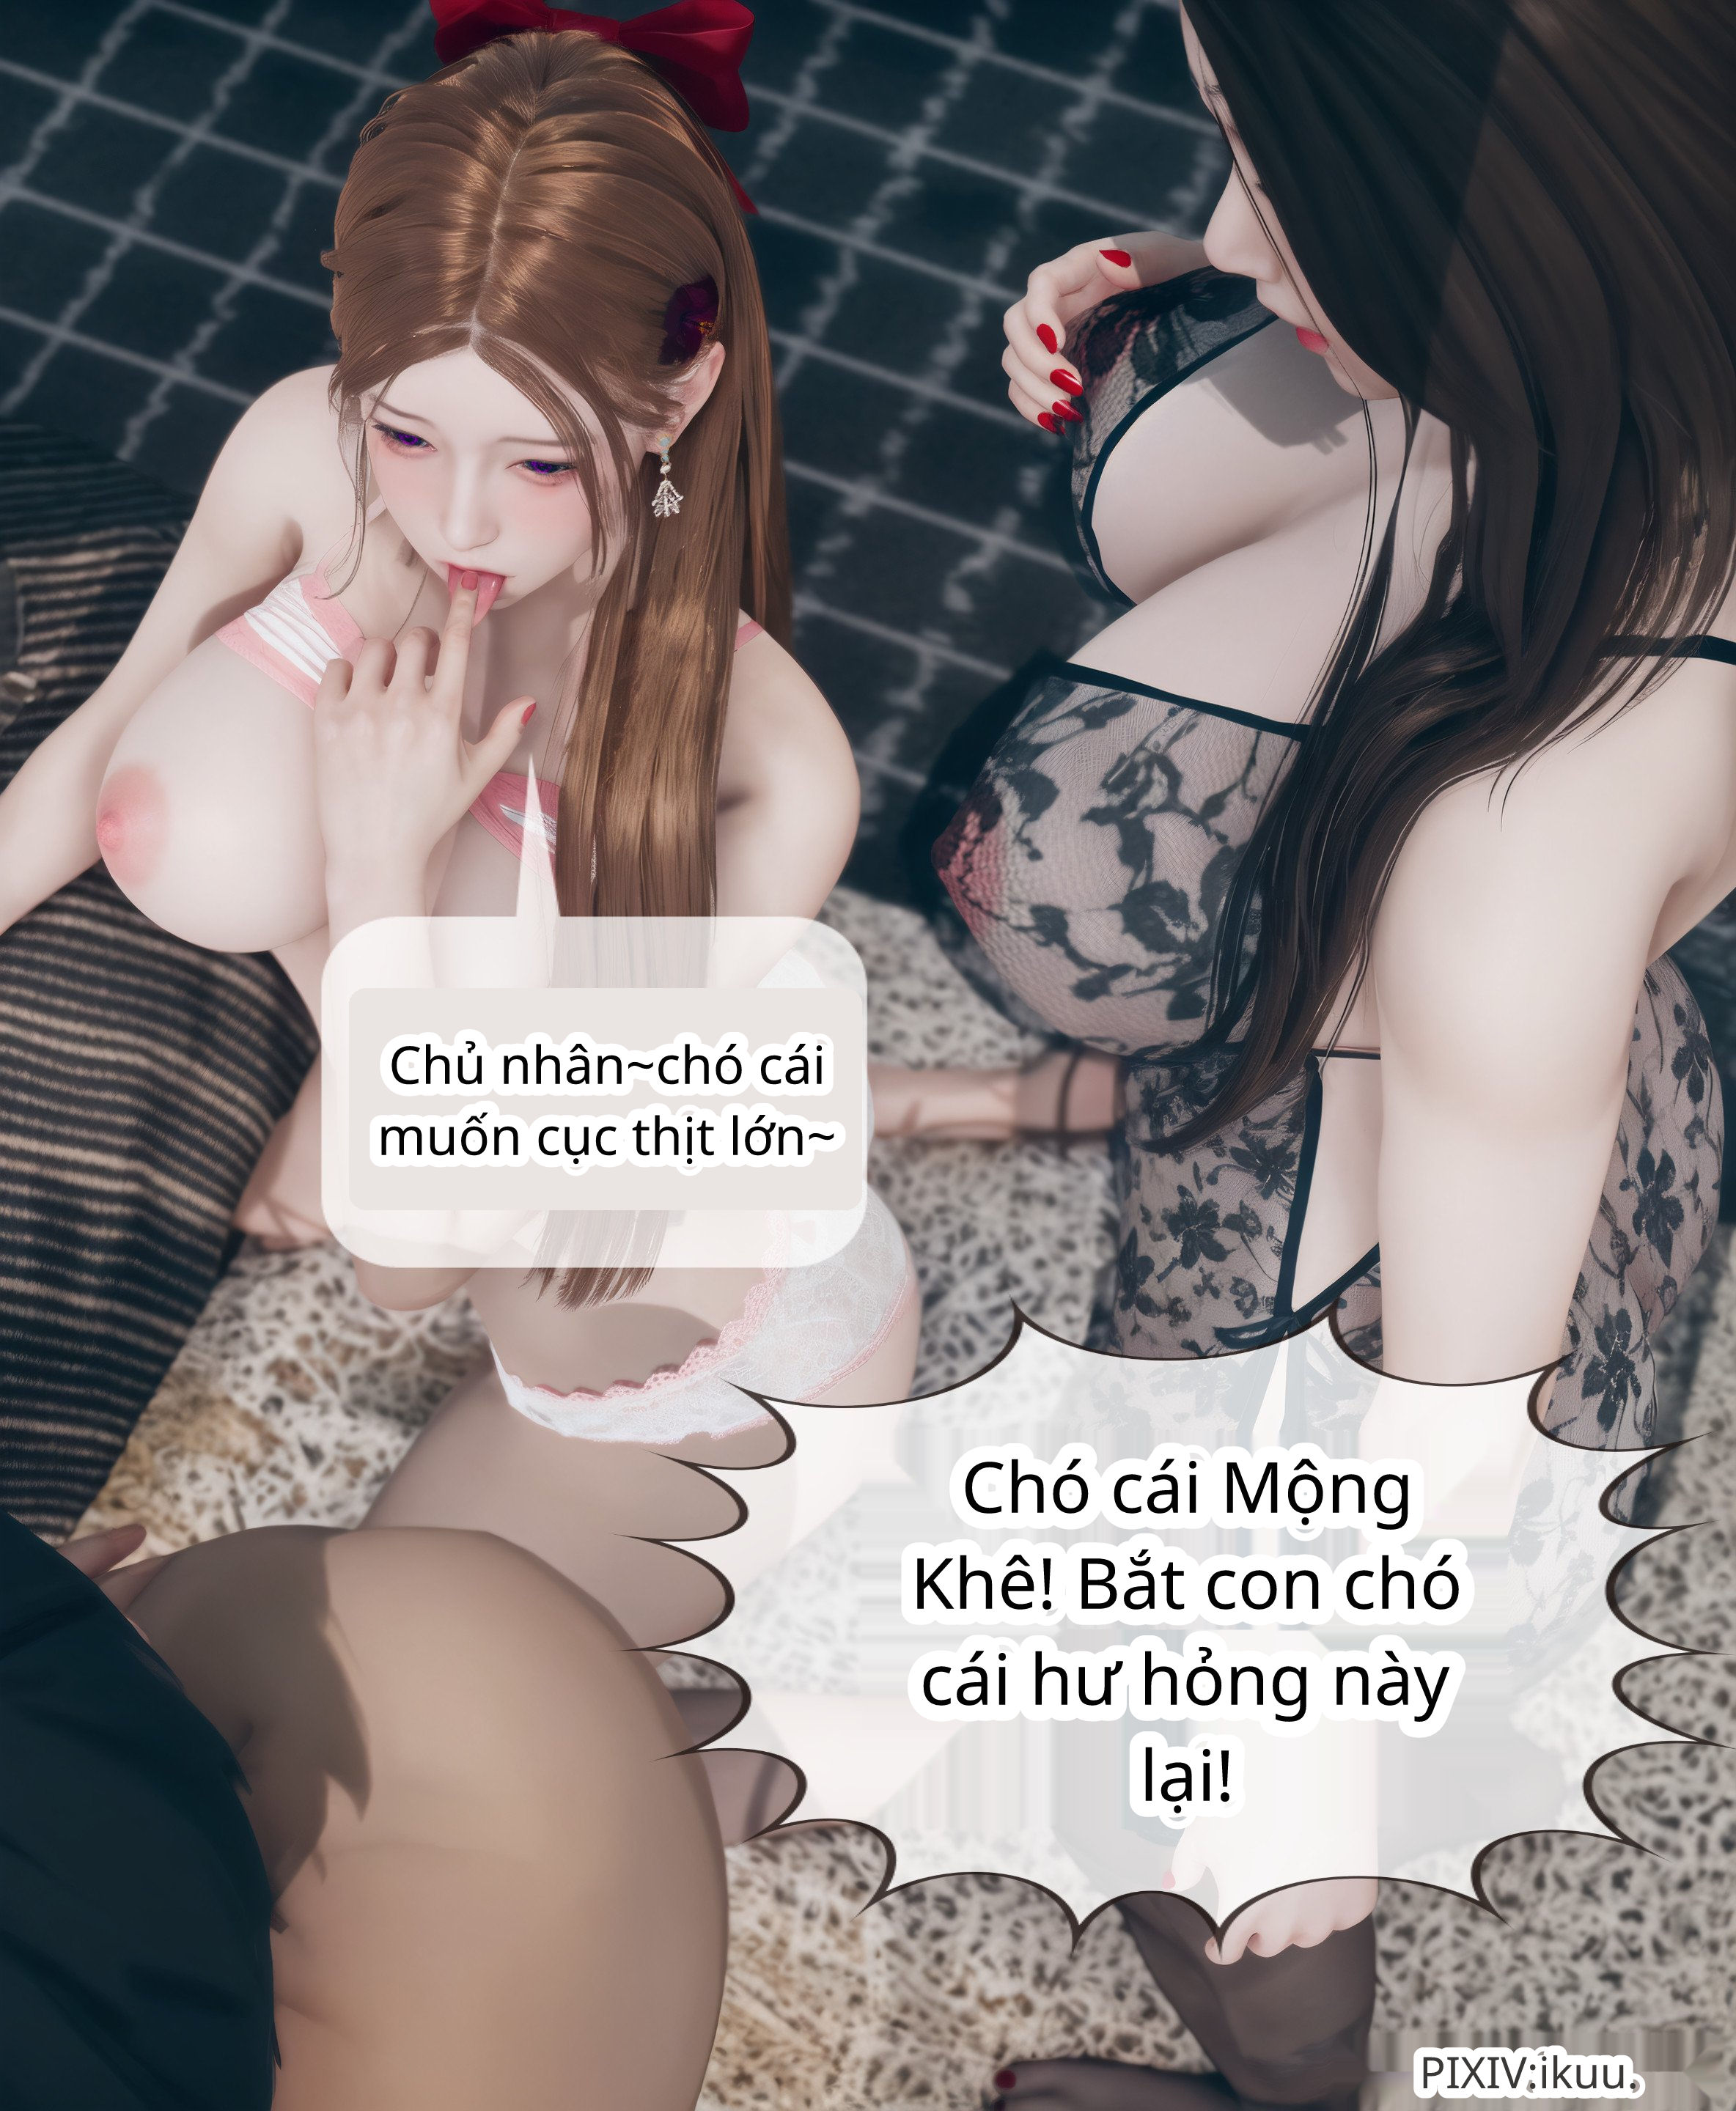 Chủ nhân~chó cái
muốn cục thịt lớn~
Chó cái Mộng
Khê! Bắt con chó
cái hư hỏng này
lại!
PIXIV:ikuu.